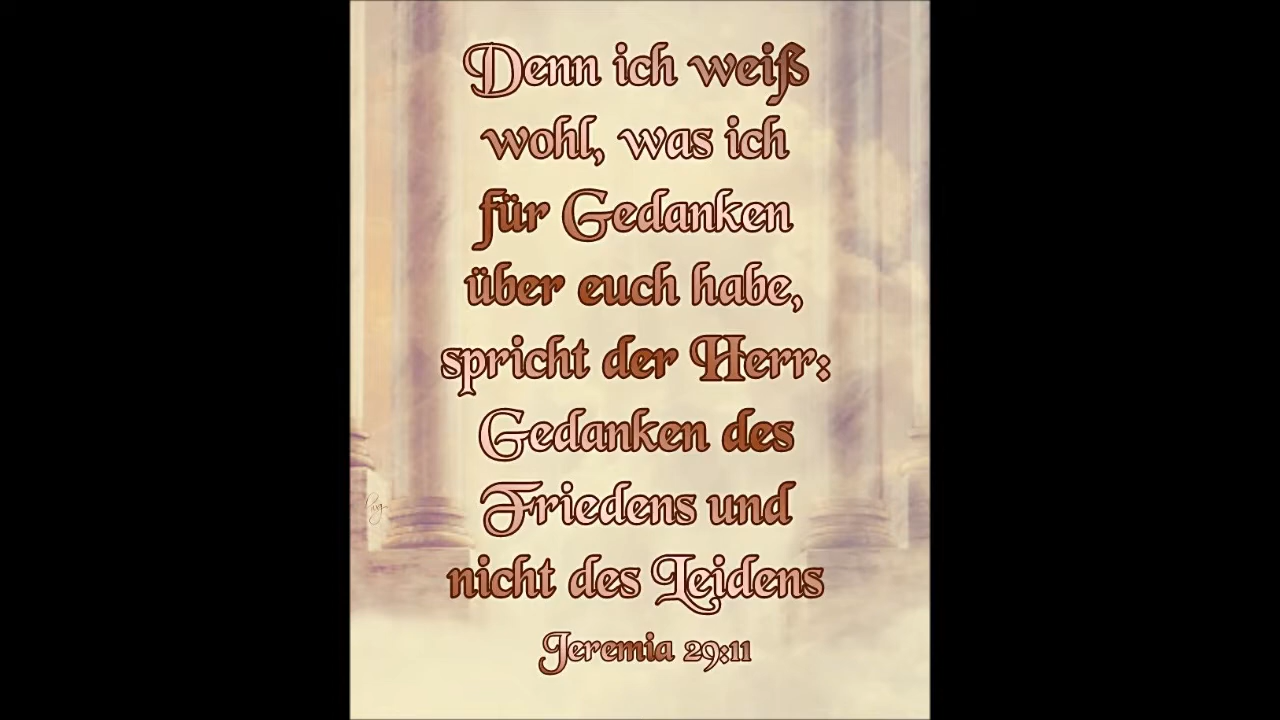 Denn ich weiß
wohl, was ich
für Gedanken
über euch habe,
spricht der Herr:
Gedanken des
Friedens und
nicht des Leidens
Jeremia 29:11